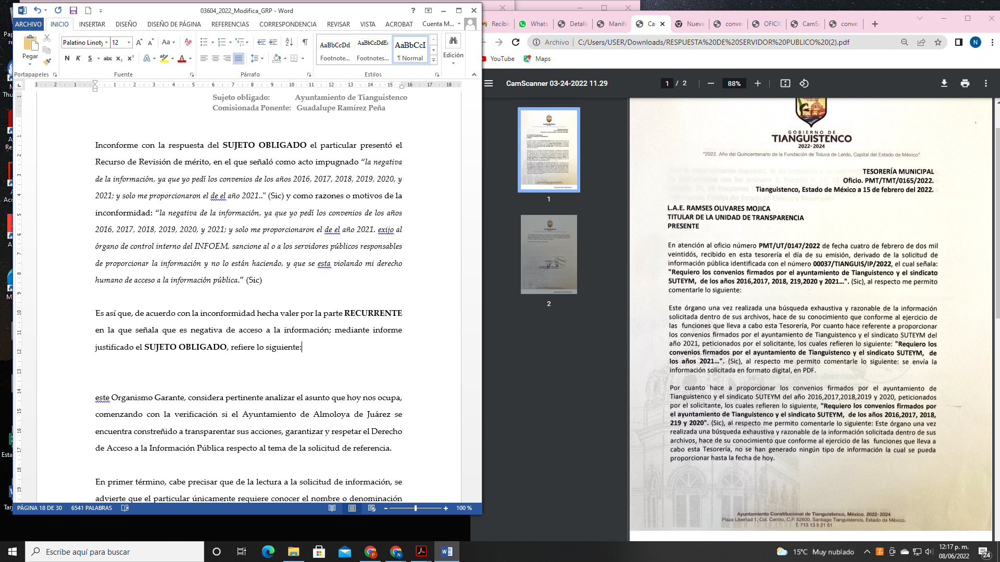 03604_2022_Modifica_GRP - Word
ARCHIVO
INICIO
INSERTAR
DISEÑO
DISEÑO DE PÁGINA
REFERENCIAS
CORRESPONDENCIA
REVISAR
VISTA
ACROBAT
Cuenta M...
Pegar
Palatino Linot
12
Edición
AaBbCcDd
AaBbCcDdE
AaBbCcI
Footnote...
Footnotes...
¶ Normal
Portapapeles
Fuente
Párrafo
Estilos
Sujeto obligado: Ayuntamiento de Tianguistenco
Comisionada Ponente: Guadalupe Ramírez Peña
Inconforme con la respuesta del SUJETO OBLIGADO el particular presentó el
Recurso de Revisión de mérito, en el que señaló como acto impugnado “la negativa
de la información, ya que yo pedí los convenios de los años 2016, 2017, 2018, 2019, 2020, y
2021; y solo me proporcionaron el de el año 2021.." (Sic) y como razones o motivos de la
inconformidad: “la negativa de la información, ya que yo pedí los convenios de los años
2016, 2017, 2018, 2019, 2020, y 2021; y solo me proporcionaron el de el año 2021. exijo al
órgano de control interno del INFOEM, sancione al o a los servidores públicos responsables
de proporcionar la información y no lo están haciendo, y que se esta violando mi derecho
humano de acceso a la información pública.” (Sic)
Es así que, de acuerdo con la inconformidad hecha valer por la parte RECURRENTE
en la que señala que es negativa de acceso a la información; mediante informe
justificado el SUJETO OBLIGADO, refiere lo siguiente:
este Organismo Garante, considera pertinente analizar el asunto que hoy nos ocupa,
comenzando con la verificación si el Ayuntamiento de Almoloya de Juárez se
encuentra constreñido a transparentar sus acciones, garantizar y respetar el Derecho
de Acceso a la Información Pública respecto al tema de la solicitud de referencia.
En primer término, cabe precisar que de la lectura a la solicitud de información, se
advierte que el particular únicamente requiere conocer el nombre o denominación
PÁGINA 18 DE 30
6541 PALABRAS
100 %
Recibi
Whats
Detalle
Manife
Ca
Nueva
conve
OFICIO
CamSc
conve
Archivo
C:/Users/USER/Downloads/RESPUESTA%20DE%20SERVIDOR%20PUBLICO%20(2).pdf
N
YouTube
Maps
CamScanner 03-24-2022 11.29
1 / 2
88%
1
2
GOBIERNO DE
TIANGUISTENCO
2022-2024
"2022. Año del Quincentenario de la Fundación de Toluca de Lerdo, Capital del Estado de México"
TESORERÍA MUNICIPAL
Oficio. PMT/TMT/0165/2022.
Tianguistenco, Estado de México a 15 de febrero del 2022.
L.A.E. RAMSES OLIVARES MOJICA
TITULAR DE LA UNIDAD DE TRANSPARENCIA
PRESENTE
En atención al oficio número PMT/UT/0147/2022 de fecha cuatro de febrero de dos mil
veintidós, recibido en esta tesorería el día de su emisión, derivado de la solicitud de
información pública identificada con el número 00037/TIANGUIS/IP/2022, el cual señala:
"Requiero los convenios firmados por el ayuntamiento de Tianguistenco y el sindicato
SUTEYM, de los años 2016,2017, 2018, 219,2020 y 2021...". (Sic), al respecto me permito
comentarle lo siguiente:
Este órgano una vez realizada una búsqueda exhaustiva y razonable de la información
solicitada dentro de sus archivos, hace de su conocimiento que conforme al ejercicio de
las funciones que lleva a cabo esta Tesorería, Por cuanto hace referente a proporcionar
los convenios firmados por el ayuntamiento de Tianguistenco y el sindicato SUTEYM del
año 2021, peticionados por el solicitante, los cuales refieren lo siguiente: "Requiero los
convenios firmados por el ayuntamiento de Tianguistenco y el sindicato SUTEYM, de
los años 2021...". (Sic), al respecto me permito comentarle lo siguiente: se envía la
información solicitada en formato digital, en PDF.
Por cuanto hace a proporcionar los convenios firmados por el ayuntamiento de
Tianguistenco y el sindicato SUTEYM del año 2016,2017,2018,2019 y 2020, peticionados
por el solicitante, los cuales refieren lo siguiente, "Requiero los convenios firmados por
el ayuntamiento de Tianguistenco y el sindicato SUTEYM, de los años 2016,2017, 2018,
219 y 2020". (Sic), al respecto me permito comentarle lo siguiente: Este órgano una vez
realizada una búsqueda exhaustiva y razonable de la información solicitada dentro de sus
archivos, hace de su conocimiento que conforme al ejercicio de las funciones que lleva a
cabo esta Tesorería, no se han generado ningún tipo de información la cual se pueda
proporcionar hasta la fecha de hoy.
Ayuntamiento Constitucional de Tianguistenco, México. 2022-2024
Plaza Libertad 1, Col. Centro, C.P. 52600. Santiago Tianguistenco, Estado de México.
T. 713 13 5 21 51
Escribe aquí para buscar
15°C Muy nublado
12:17 p. m.
08/06/2022
24